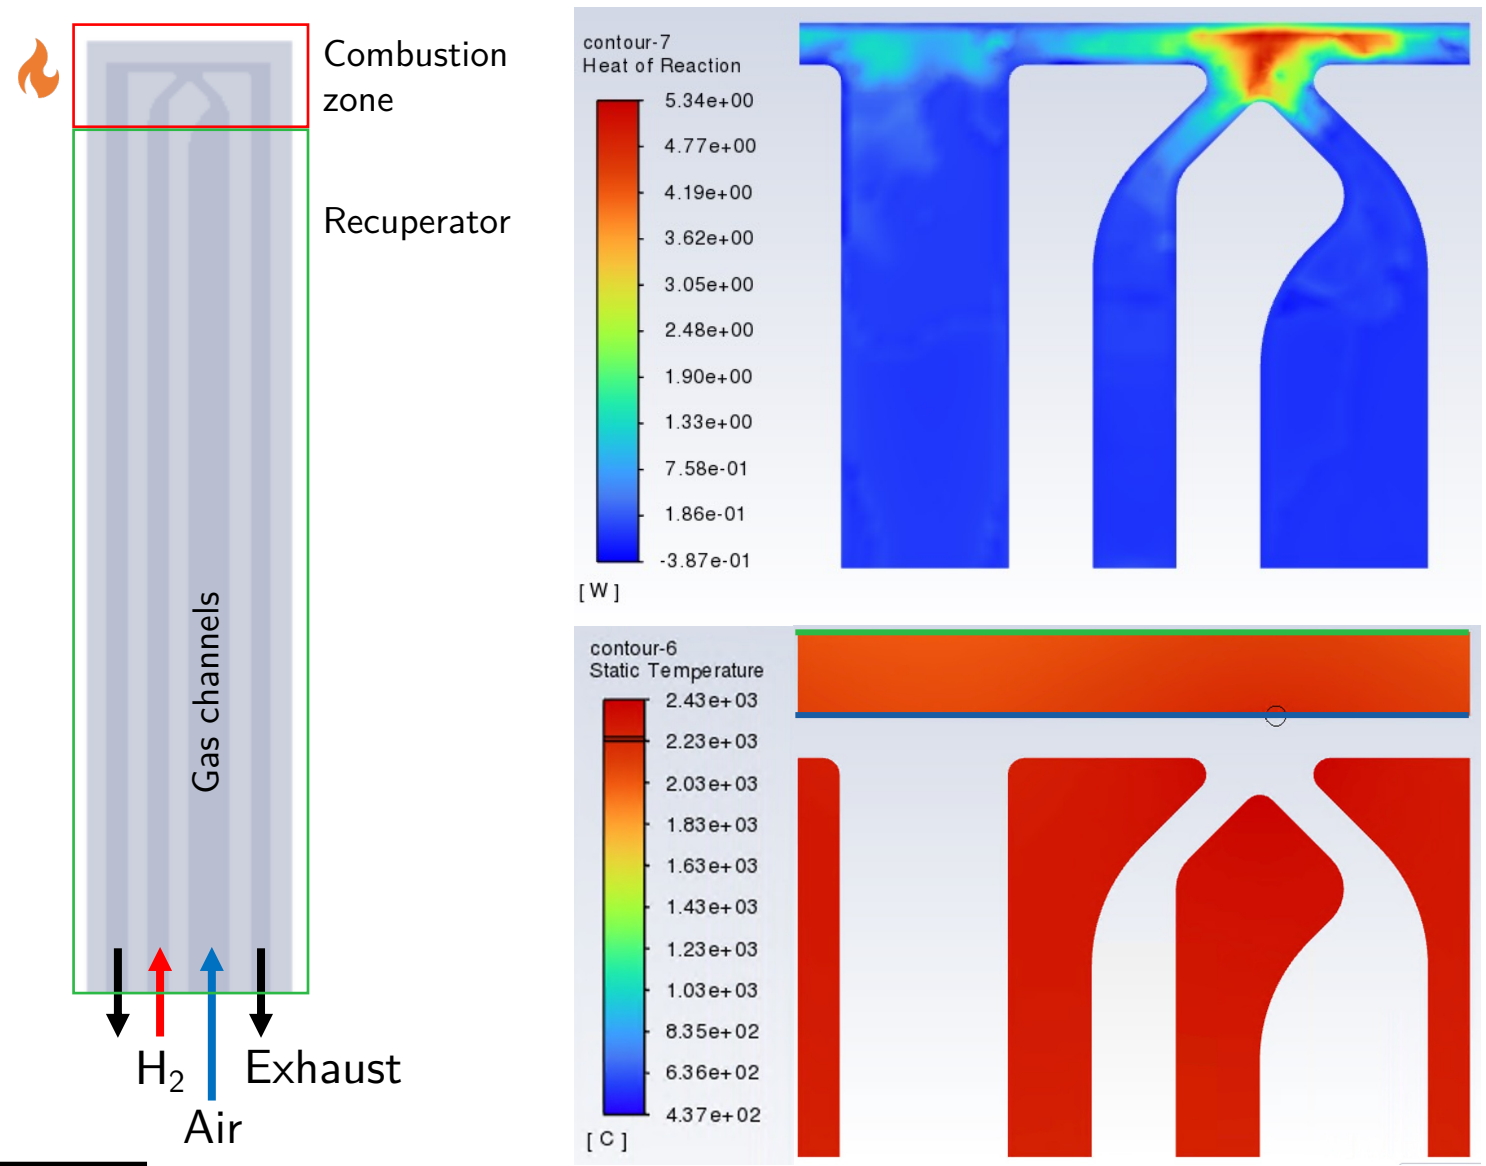 Combustion
zone
Recuperator
Gas channels
H₂
Exhaust
Air
contour-7
Heat of Reaction
5.34e+00
4.77e+00
4.19e+00
3.62e+00
3.05e+00
2.48e+00
1.90e+00
1.33e+00
7.58e-01
1.86e-01
-3.87e-01
[ W ]
contour-6
Static Temperature
2.43e+03
2.23e+03
2.03e+03
1.83e+03
1.63e+03
1.43e+03
1.23e+03
1.03e+03
8.35e+02
6.36e+02
4.37e+02
[ C ]